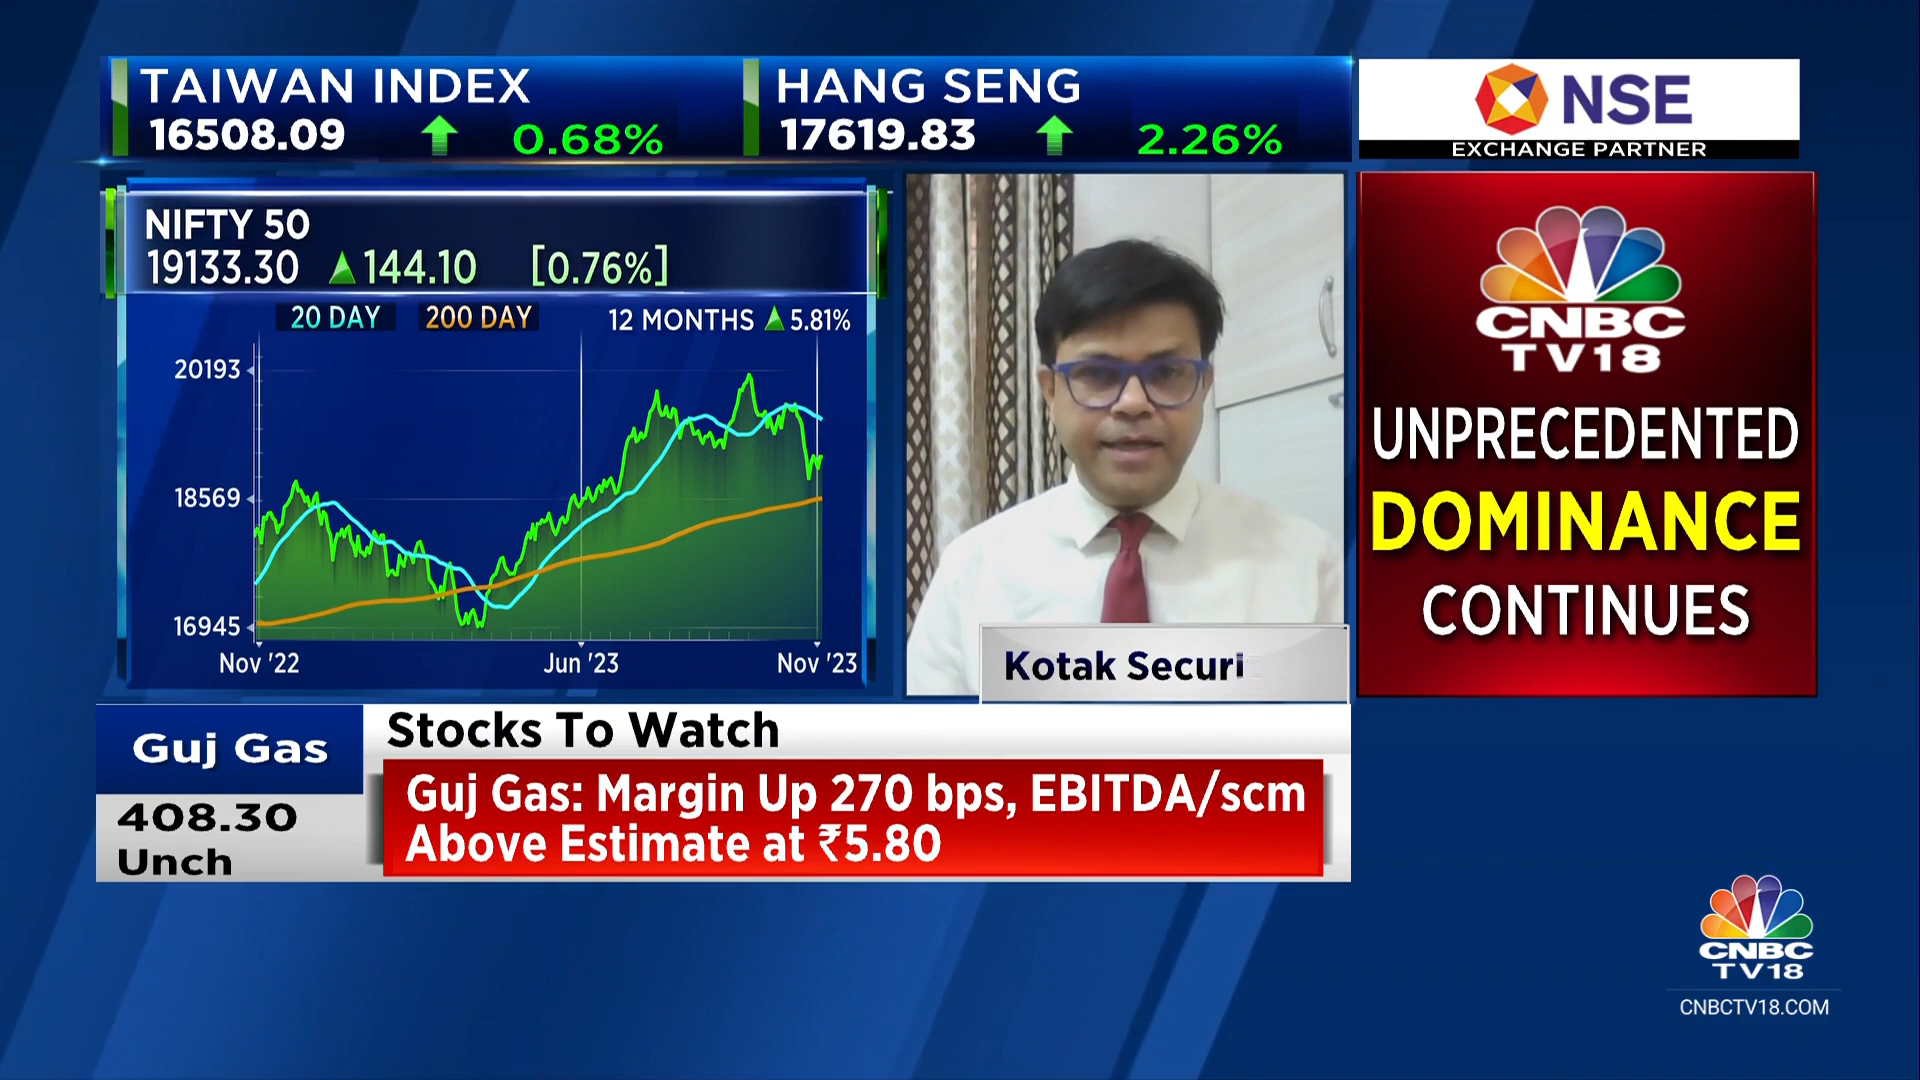 TAIWAN INDEX
16508.09 0.68%
HANG SENG
17619.83 2.26%
NSE
EXCHANGE PARTNER
NIFTY 50
19133.30 ▲144.10 [0.76%]
20 DAY 200 DAY 12 MONTHS ▲5.81%
20193
18569
16945
Nov '22 Jun '23 Nov '23
Kotak Securi
CNBC
TV18
UNPRECEDENTED
DOMINANCE
CONTINUES
Guj Gas
408.30
Unch
Stocks To Watch
Guj Gas: Margin Up 270 bps, EBITDA/scm
Above Estimate at ₹5.80
CNBC
TV18
CNBCTV18.COM